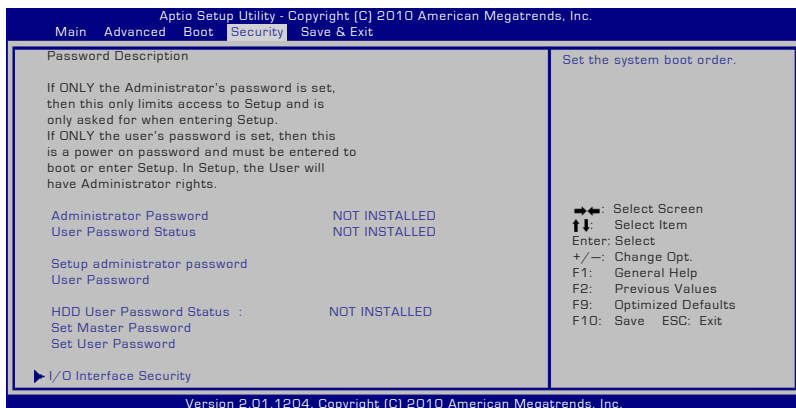 Aptio Setup Utility - Copyright (C) 2010 American Megatrends, Inc.
Main Advanced Boot Security Save & Exit
Password Description
If ONLY the Administrator's password is set,
then this only limits access to Setup and is
only asked for when entering Setup.
If ONLY the user's password is set, then this
is a power on password and must be entered to
boot or enter Setup. In Setup, the User will
have Administrator rights.
Administrator Password NOT INSTALLED
User Password Status NOT INSTALLED
Setup administrator password
User Password
HDD User Password Status : NOT INSTALLED
Set Master Password
Set User Password
I/O Interface Security
Set the system boot order.
→←: Select Screen
↑↓: Select Item
Enter: Select
+/—: Change Opt.
F1: General Help
F2: Previous Values
F9: Optimized Defaults
F10: Save ESC: Exit
Version 2.01.1204. Copyright (C) 2010 American Megatrends, Inc.